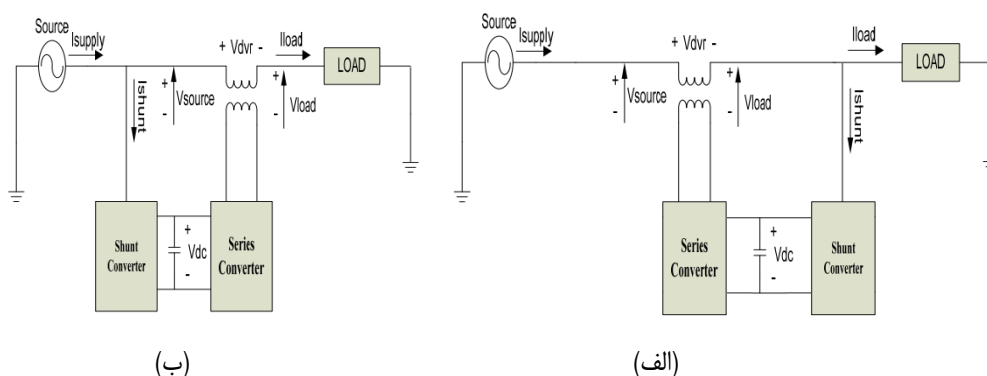 Source
Isupply
+ Vdvr -
Iload
LOAD
Ishunt
+
Vsource
-
+
Vload
-
Shunt
Converter
+
Vdc
-
Series
Converter
(ب)
Source
Isupply
+ Vdvr -
Iload
LOAD
+
Vsource
-
+
Vload
-
Ishunt
Series
Converter
+
Vdc
-
Shunt
Converter
(الف)